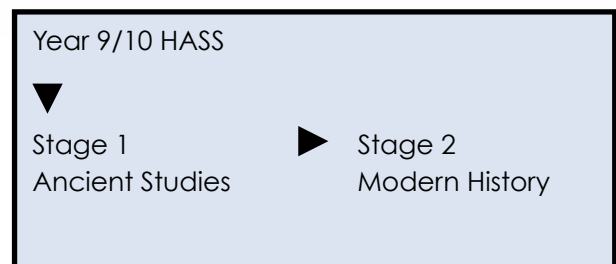 Year 9/10 HASS
Stage 1
Ancient Studies
Stage 2
Modern History